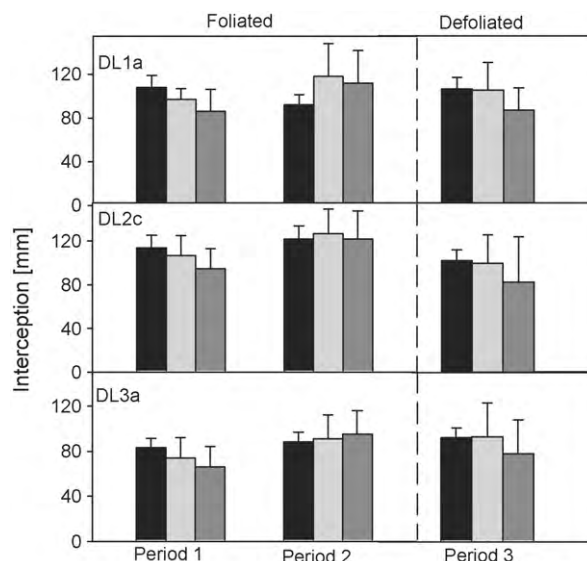 Foliated Defoliated
DL1a
120
80
40
0
DL2c
120
80
40
0
DL3a
120
80
40
0
Interception [mm]
Period 1 Period 2 Period 3